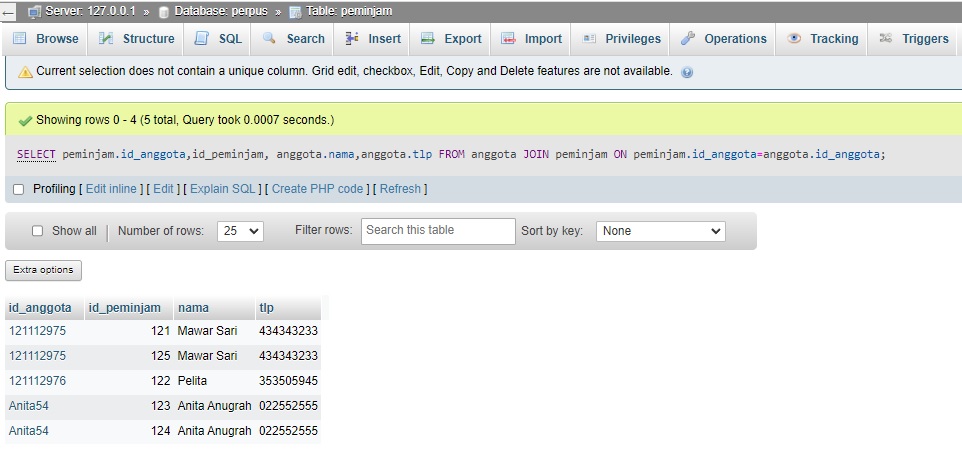 Server: 127.0.0.1 » Database: perpus » Table: peminjam
Browse Structure SQL Search Insert Export Import Privileges Operations Tracking Triggers
Current selection does not contain a unique column. Grid edit, checkbox, Edit, Copy and Delete features are not available.
Showing rows 0 - 4 (5 total, Query took 0.0007 seconds.)
SELECT peminjam.id_anggota,id_peminjam, anggota.nama,anggota.tlp FROM anggota JOIN peminjam ON peminjam.id_anggota=anggota.id_anggota;
Profiling [ Edit inline ] [ Edit ] [ Explain SQL ] [ Create PHP code ] [ Refresh ]
Show all | Number of rows: 25 Filter rows: Search this table Sort by key: None
Extra options
id_anggota id_peminjam nama tlp
121112975 121 Mawar Sari 434343233
121112975 125 Mawar Sari 434343233
121112976 122 Pelita 353505945
Anita54 123 Anita Anugrah 022552555
Anita54 124 Anita Anugrah 022552555